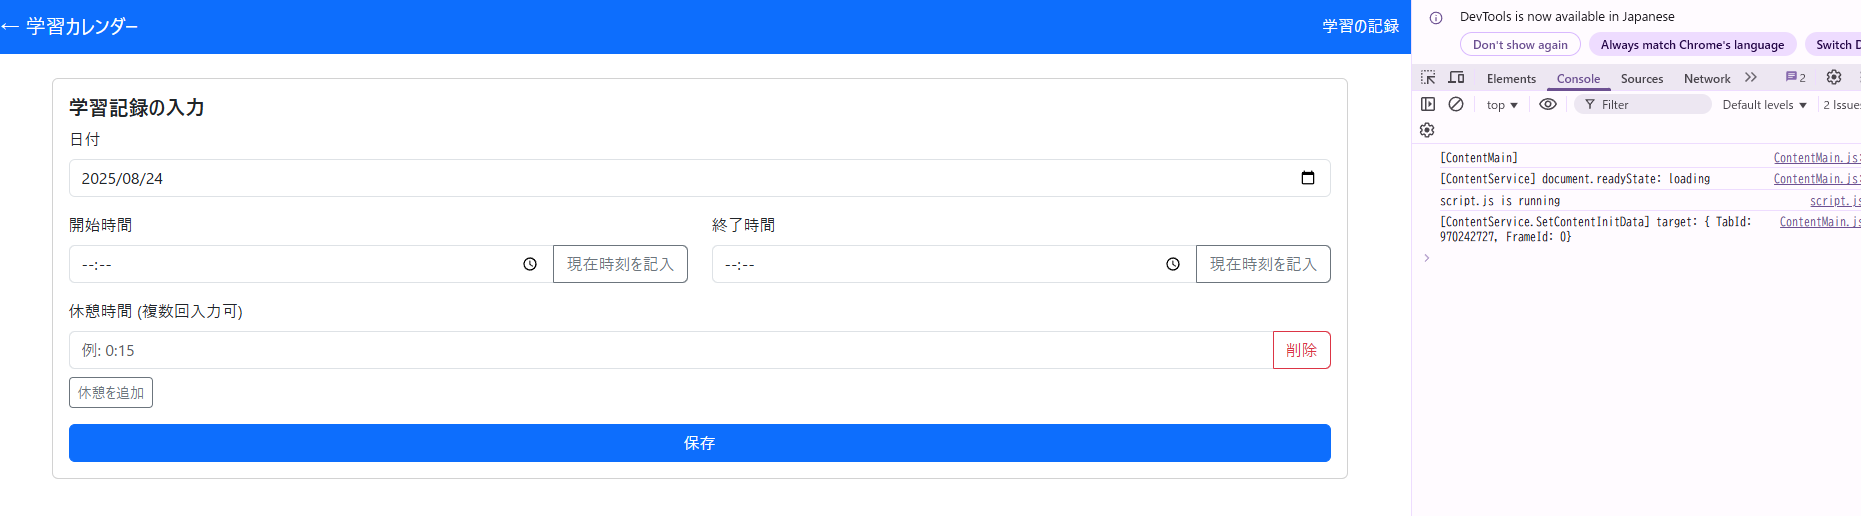 ← 学習カレンダー
学習の記録
学習記録の入力
日付
2025/08/24
開始時間
終了時間
--:--
現在時刻を記入
--:--
現在時刻を記入
休憩時間 (複数回入力可)
例: 0:15
削除
休憩を追加
保存
DevTools is now available in Japanese
Don't show again
Always match Chrome's language
Switch D
Elements
Console
Sources
Network
2
top
Filter
Default levels
2 Issue
[ContentMain]
ContentMain.js:
[ContentService] document.readyState: loading
ContentMain.js:
script.js is running
script.js
[ContentService.SetContentInitData] target: { TabId:
ContentMain.js
970242727, FrameId: 0}